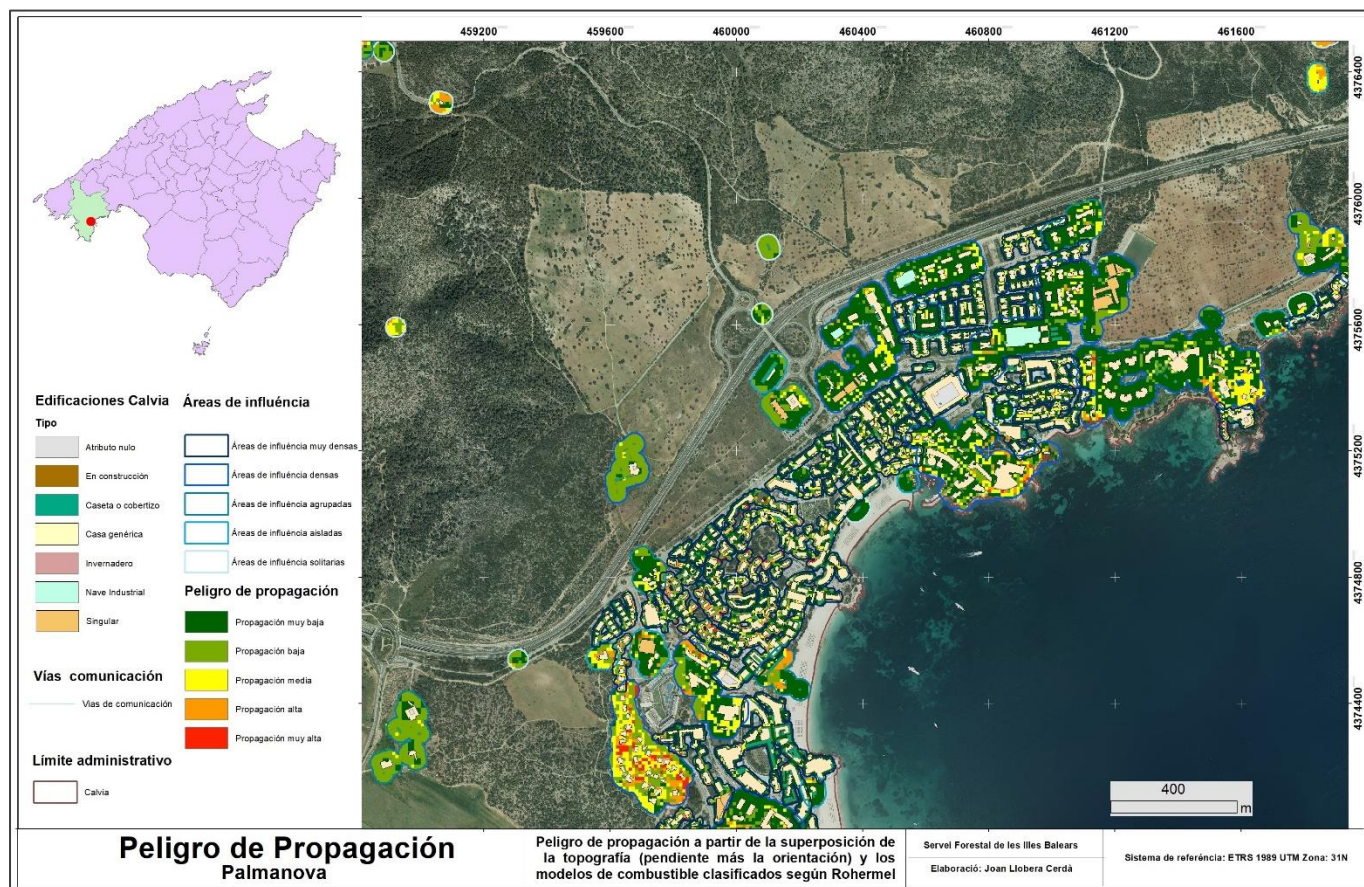 459200 459600 460000 460400 460800 461200 461600
4376400
4376000
4375600
4375200
4374800
4374400
Edificaciones Calvia
Tipo
Atributo nulo
En construcción
Caseta o cobertizo
Casa genérica
Invernadero
Nave Industrial
Singular
Vías comunicación
Vias de comunicación
Límite administrativo
Calvia
Áreas de influéncia
Áreas de influéncia muy densas
Áreas de influéncia densas
Áreas de influéncia agrupadas
Áreas de influéncia aisladas
Áreas de influéncia solitarias
Peligro de propagación
Propagación muy baja
Propagación baja
Propagación media
Propagación alta
Propagación muy alta
400
m
Peligro de Propagación
Palmanova
Peligro de propagación a partir de la superposición de
la topografía (pendiente más la orientación) y los
modelos de combustible clasificados según Rohermel
Servei Forestal de les Illes Balears
Elaboració: Joan Llobera Cerdà
Sistema de referéncia: ETRS 1989 UTM Zona: 31N